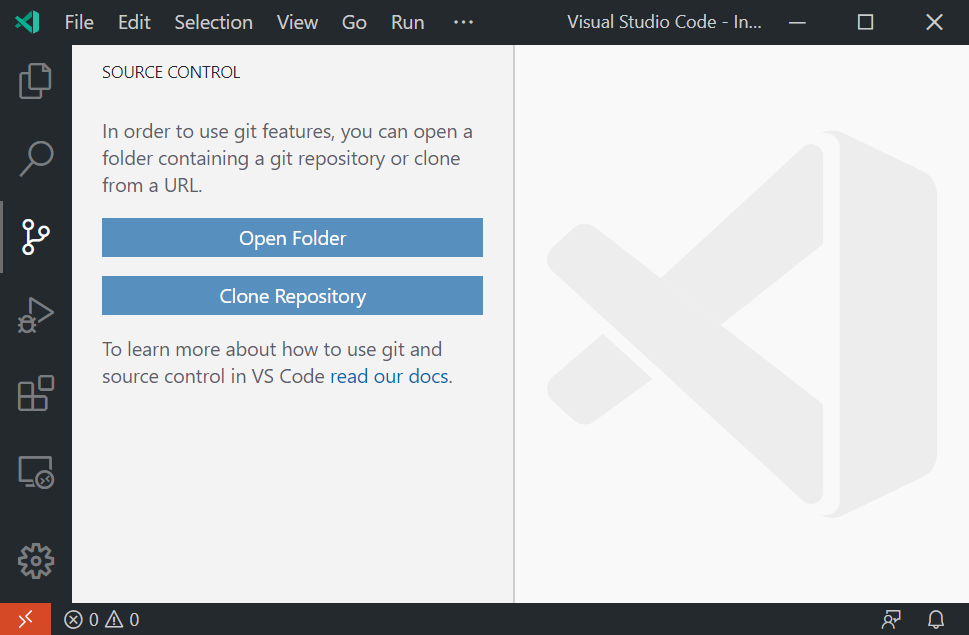 File Edit Selection View Go Run ··· Visual Studio Code - In...
SOURCE CONTROL
In order to use git features, you can open a
folder containing a git repository or clone
from a URL.
Open Folder
Clone Repository
To learn more about how to use git and
source control in VS Code read our docs.
0 0